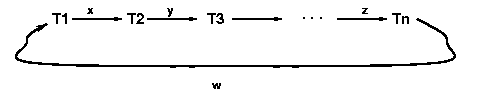 x y z
T1 T2 T3 · · · Tn
w